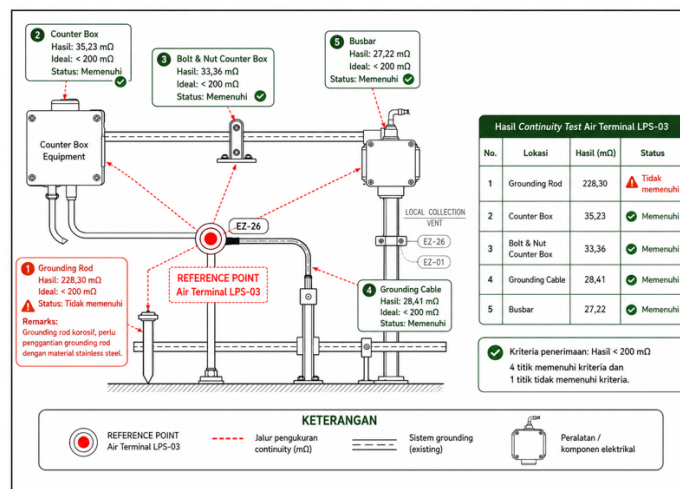 2 Counter Box
Hasil: 35,23 mΩ
Ideal: < 200 mΩ
Status: Memenuhi
3 Bolt & Nut Counter Box
Hasil: 33,36 mΩ
Ideal: < 200 mΩ
Status: Memenuhi
5 Busbar
Hasil: 27,22 mΩ
Ideal: < 200 mΩ
Status: Memenuhi
Counter Box
Equipment
EZ-26
LOCAL COLLECTION
VENT
EZ-26
EZ-01
REFERENCE POINT
Air Terminal LPS-03
1 Grounding Rod
Hasil: 228,30 mΩ
Ideal: < 200 mΩ
Status: Tidak memenuhi
Remarks:
Grounding rod korosif, perlu
penggantian grounding rod
dengan material stainless steel.
4 Grounding Cable
Hasil: 28,41 mΩ
Ideal: < 200 mΩ
Status: Memenuhi
Hasil Continuity Test Air Terminal LPS-03
No. Lokasi Hasil (mΩ) Status
1 Grounding Rod 228,30 Tidak
memenuhi
2 Counter Box 35,23 Memenuhi
3 Bolt & Nut
Counter Box 33,36 Memenuhi
4 Grounding Cable 28,41 Memenuhi
5 Busbar 27,22 Memenuhi
Kriteria penerimaan: Hasil < 200 mΩ
4 titik memenuhi kriteria dan
1 titik tidak memenuhi kriteria.
KETERANGAN
REFERENCE POINT
Air Terminal LPS-03
Jalur pengukuran
continuity (mΩ)
Sistem grounding
(existing)
Peralatan /
komponen elektrikal